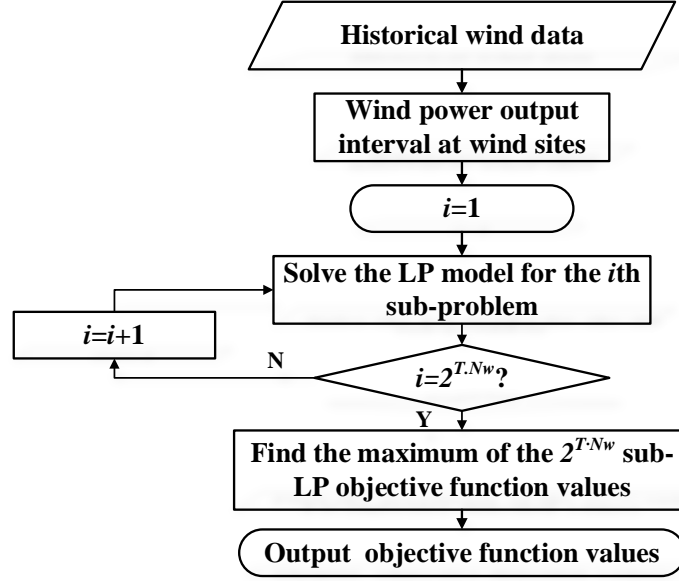 Historical wind data
Wind power output
interval at wind sites
i=1
Solve the LP model for the ith
sub-problem
i=i+1
N
i=2^{T.Nw}?
Y
Find the maximum of the 2^{T·Nw} sub-
LP objective function values
Output objective function values